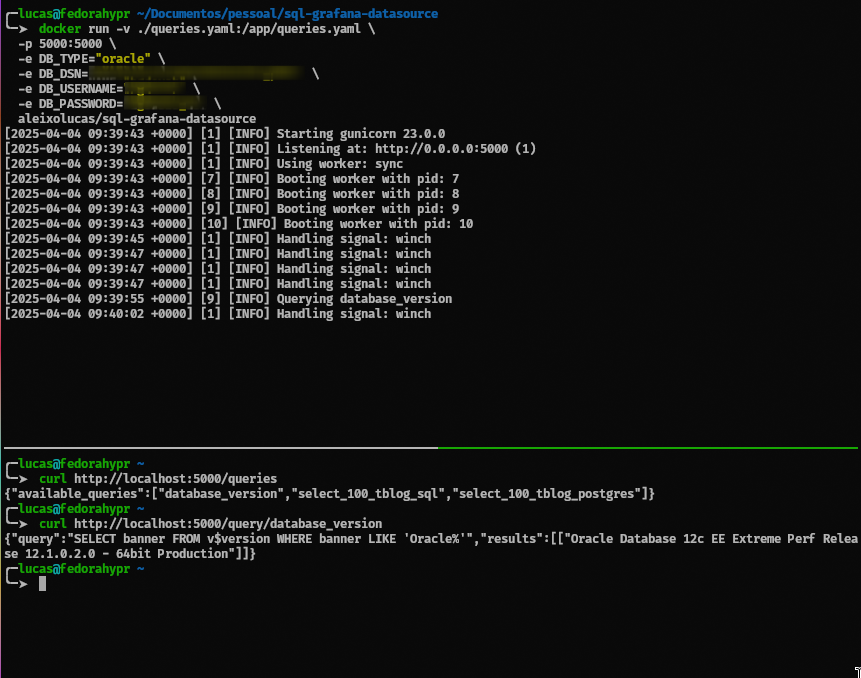 lucas@fedorahypr ~/Documentos/pessoal/sql-grafana-datasource
docker run -v ./queries.yaml:/app/queries.yaml \
-p 5000:5000 \
-e DB_TYPE="oracle" \
-e DB_DSN= \
-e DB_USERNAME= \
-e DB_PASSWORD= \
aleixolucas/sql-grafana-datasource
[2025-04-04 09:39:43 +0000] [1] [INFO] Starting gunicorn 23.0.0
[2025-04-04 09:39:43 +0000] [1] [INFO] Listening at: http://0.0.0.0:5000 (1)
[2025-04-04 09:39:43 +0000] [1] [INFO] Using worker: sync
[2025-04-04 09:39:43 +0000] [7] [INFO] Booting worker with pid: 7
[2025-04-04 09:39:43 +0000] [8] [INFO] Booting worker with pid: 8
[2025-04-04 09:39:43 +0000] [9] [INFO] Booting worker with pid: 9
[2025-04-04 09:39:43 +0000] [10] [INFO] Booting worker with pid: 10
[2025-04-04 09:39:45 +0000] [1] [INFO] Handling signal: winch
[2025-04-04 09:39:47 +0000] [1] [INFO] Handling signal: winch
[2025-04-04 09:39:47 +0000] [1] [INFO] Handling signal: winch
[2025-04-04 09:39:47 +0000] [1] [INFO] Handling signal: winch
[2025-04-04 09:39:55 +0000] [9] [INFO] Querying database_version
[2025-04-04 09:40:02 +0000] [1] [INFO] Handling signal: winch
lucas@fedorahypr ~
curl http://localhost:5000/queries
{"available_queries":["database_version","select_100_tblog_sql","select_100_tblog_postgres"]}
lucas@fedorahypr ~
curl http://localhost:5000/query/database_version
{"query":"SELECT banner FROM v$version WHERE banner LIKE 'Oracle%'","results":[["Oracle Database 12c EE Extreme Perf Relea
se 12.1.0.2.0 - 64bit Production"]]}
lucas@fedorahypr ~